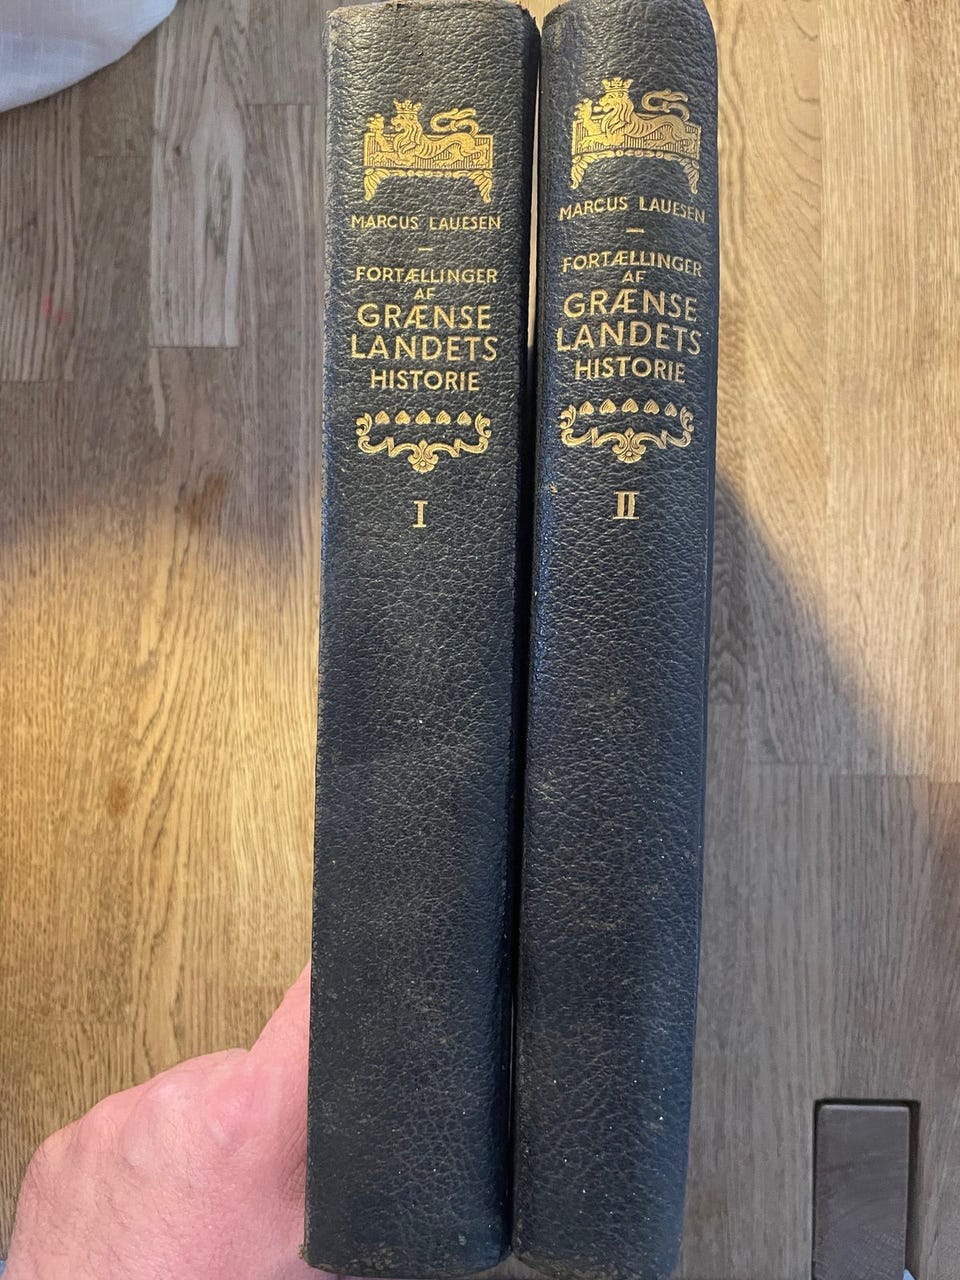 MARCUS LAUESEN
FORTÆLLINGER
AF
GRÆNSE
LANDETS
HISTORIE
I
MARCUS LAUESEN
FORTÆLLINGER
AF
GRÆNSE
LANDETS
HISTORIE
II